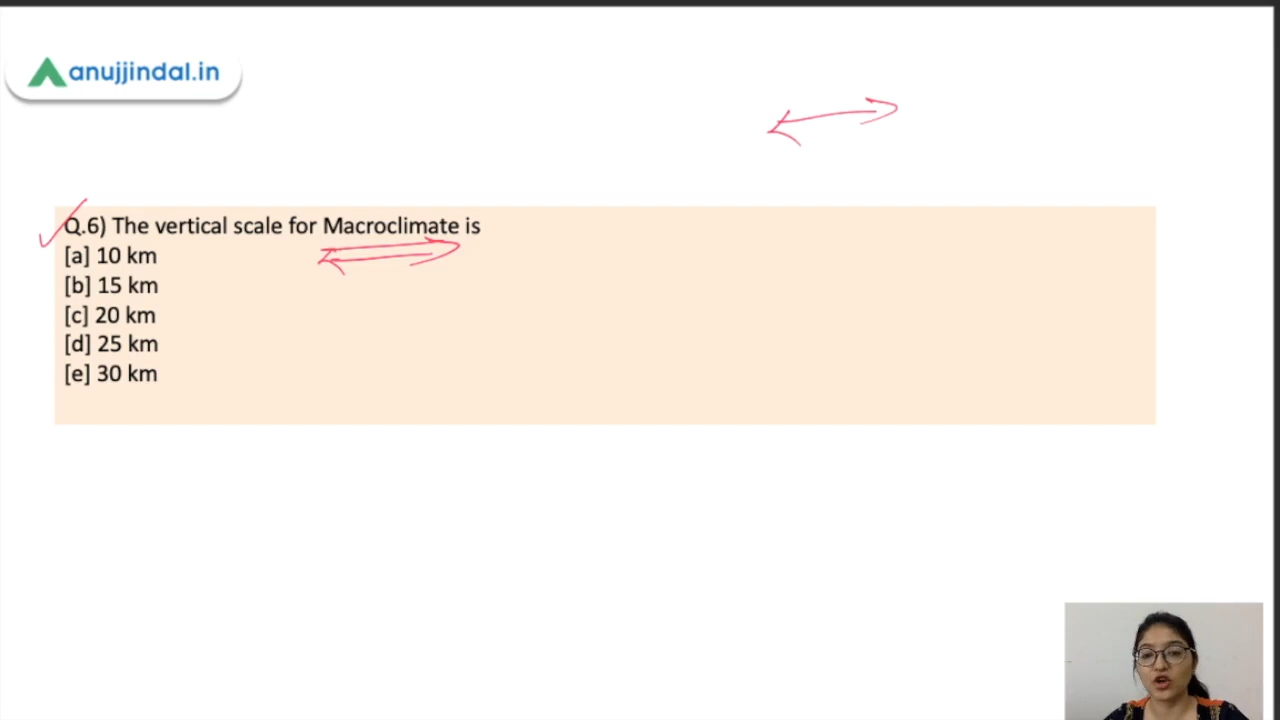 anujjindal.in
Q.6) The vertical scale for Macroclimate is
[a] 10 km
[b] 15 km
[c] 20 km
[d] 25 km
[e] 30 km